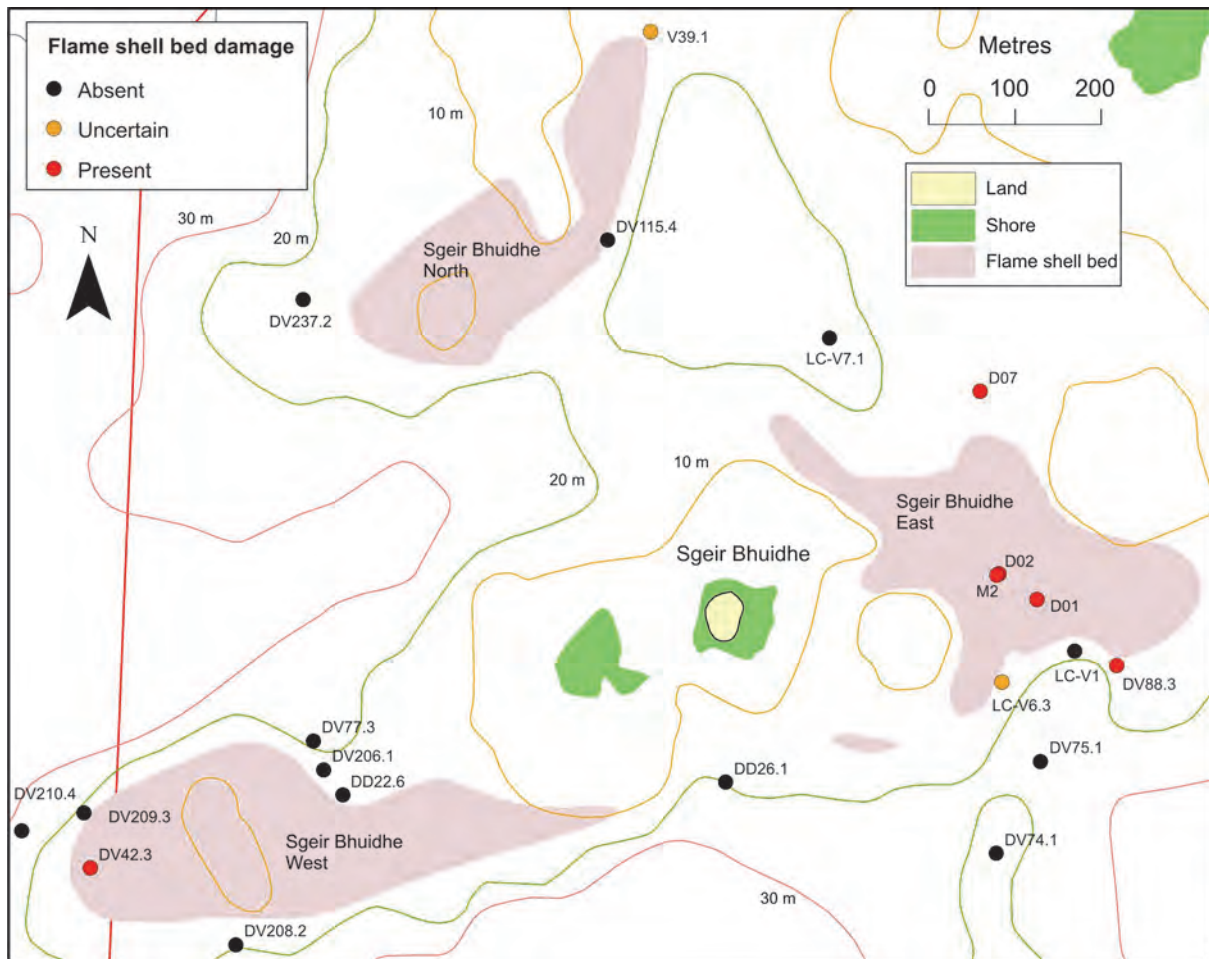 Flame shell bed damage
Absent
Uncertain
Present
V39.1
Metres
0 100 200
10 m
Land
Shore
Flame shell bed
30 m
20 m
N
DV115.4
Sgeir Bhuidhe
North
DV237.2
LC-V7.1
D07
10 m
20 m
Sgeir Bhuidhe
East
Sgeir Bhuidhe
D02
M2
D01
LC-V1
DV88.3
LC-V6.3
DV77.3
DV206.1
DD22.6
DD26.1
DV75.1
DV210.4
DV209.3
Sgeir Bhuidhe
West
DV42.3
DV74.1
30 m
DV208.2